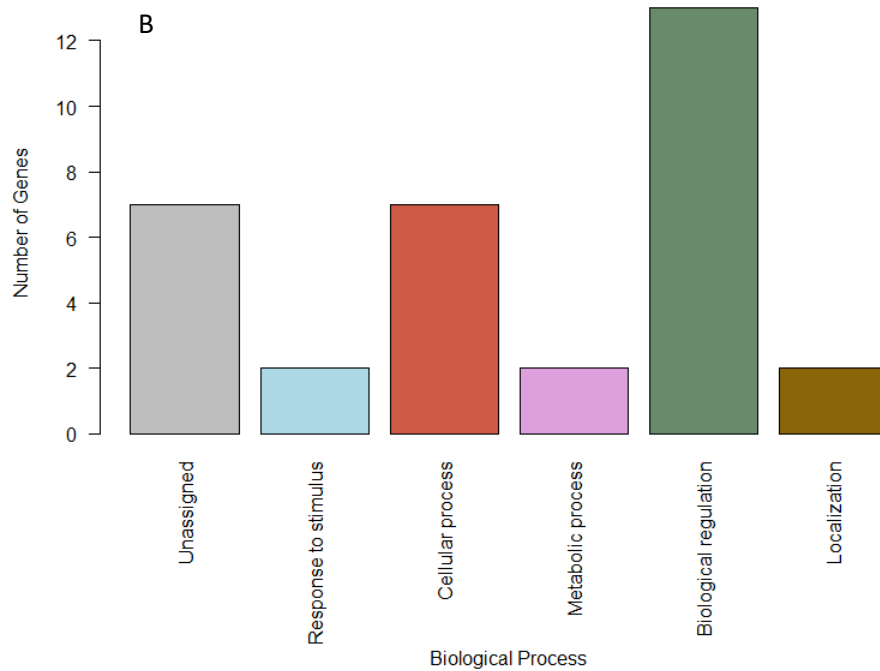 B
Number of Genes
12
10
8
6
4
2
0
Unassigned
Response to stimulus
Cellular process
Metabolic process
Biological regulation
Localization
Biological Process